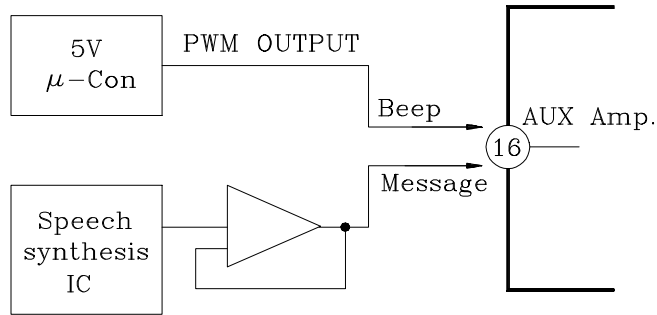 5V
μ-Con
PWM OUTPUT
Beep
AUX Amp.
16
Message
Speech
synthesis
IC